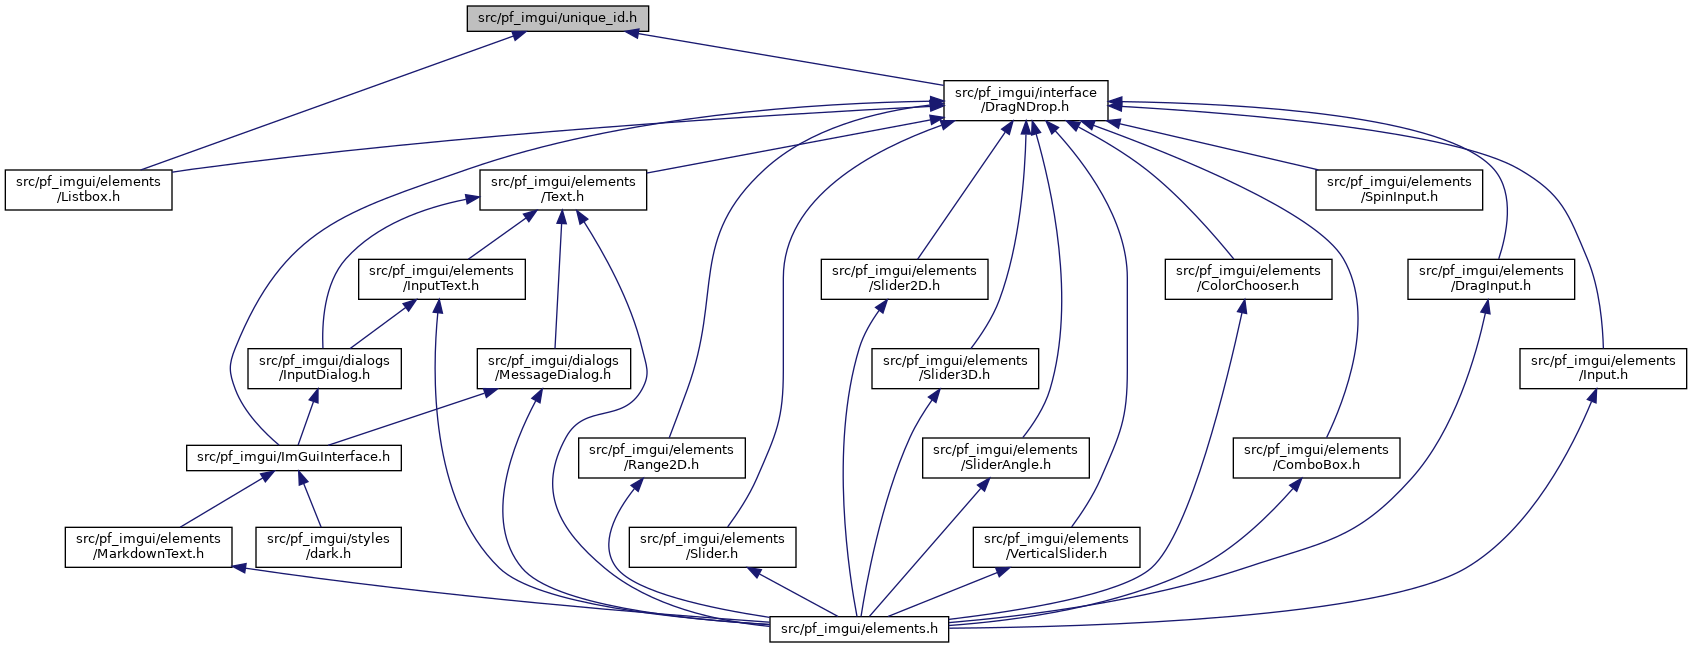 src/pf_imgui/unique_id.h
src/pf_imgui/interface
/DragNDrop.h
src/pf_imgui/elements
/Listbox.h
src/pf_imgui/elements
/Text.h
src/pf_imgui/elements
/SpinInput.h
src/pf_imgui/elements
/InputText.h
src/pf_imgui/elements
/Slider2D.h
src/pf_imgui/elements
/ColorChooser.h
src/pf_imgui/elements
/DragInput.h
src/pf_imgui/dialogs
/InputDialog.h
src/pf_imgui/dialogs
/MessageDialog.h
src/pf_imgui/elements
/Slider3D.h
src/pf_imgui/elements
/Input.h
src/pf_imgui/ImGuiInterface.h
src/pf_imgui/elements
/Range2D.h
src/pf_imgui/elements
/SliderAngle.h
src/pf_imgui/elements
/ComboBox.h
src/pf_imgui/elements
/MarkdownText.h
src/pf_imgui/styles
/dark.h
src/pf_imgui/elements
/Slider.h
src/pf_imgui/elements
/VerticalSlider.h
src/pf_imgui/elements.h